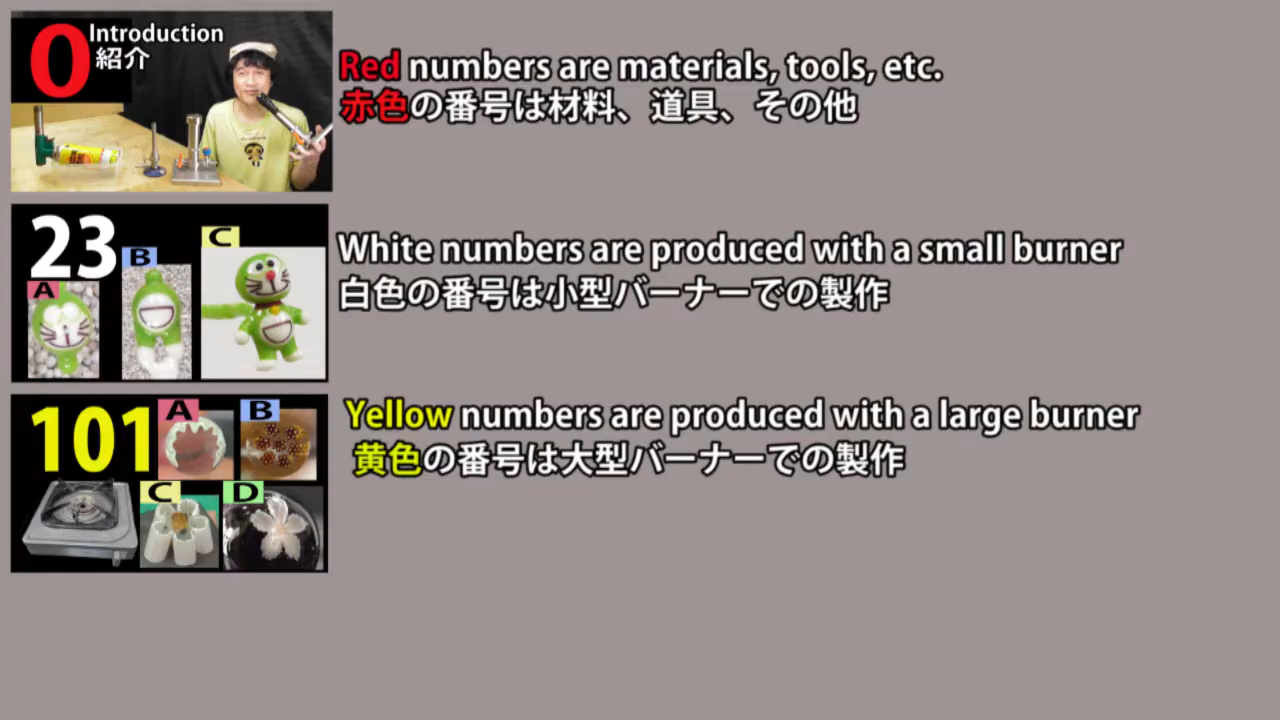 0
Introduction
紹介
Red numbers are materials, tools, etc.
赤色の番号は材料、道具、その他
23
A
B
C
White numbers are produced with a small burner
白色の番号は小型バーナーでの製作
101
A
B
C
D
Yellow numbers are produced with a large burner
黄色の番号は大型バーナーでの製作